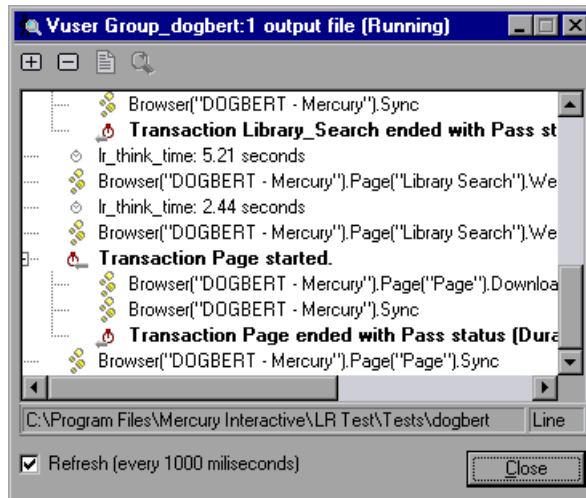 Vuser Group_dogbert:1 output file (Running)
Browser("DOGBERT - Mercury").Sync
Transaction Library_Search ended with Pass st
lr_think_time: 5.21 seconds
Browser("DOGBERT - Mercury").Page("Library Search").We
lr_think_time: 2.44 seconds
Browser("DOGBERT - Mercury").Page("Library Search").We
Transaction Page started.
Browser("DOGBERT - Mercury").Page("Page").Downloa
Browser("DOGBERT - Mercury").Sync
Transaction Page ended with Pass status (Dura
Browser("DOGBERT - Mercury").Page("Page").Sync
C:\Program Files\Mercury Interactive\LR Test\Tests\dogbert Line
Refresh (every 1000 miliseconds) Close